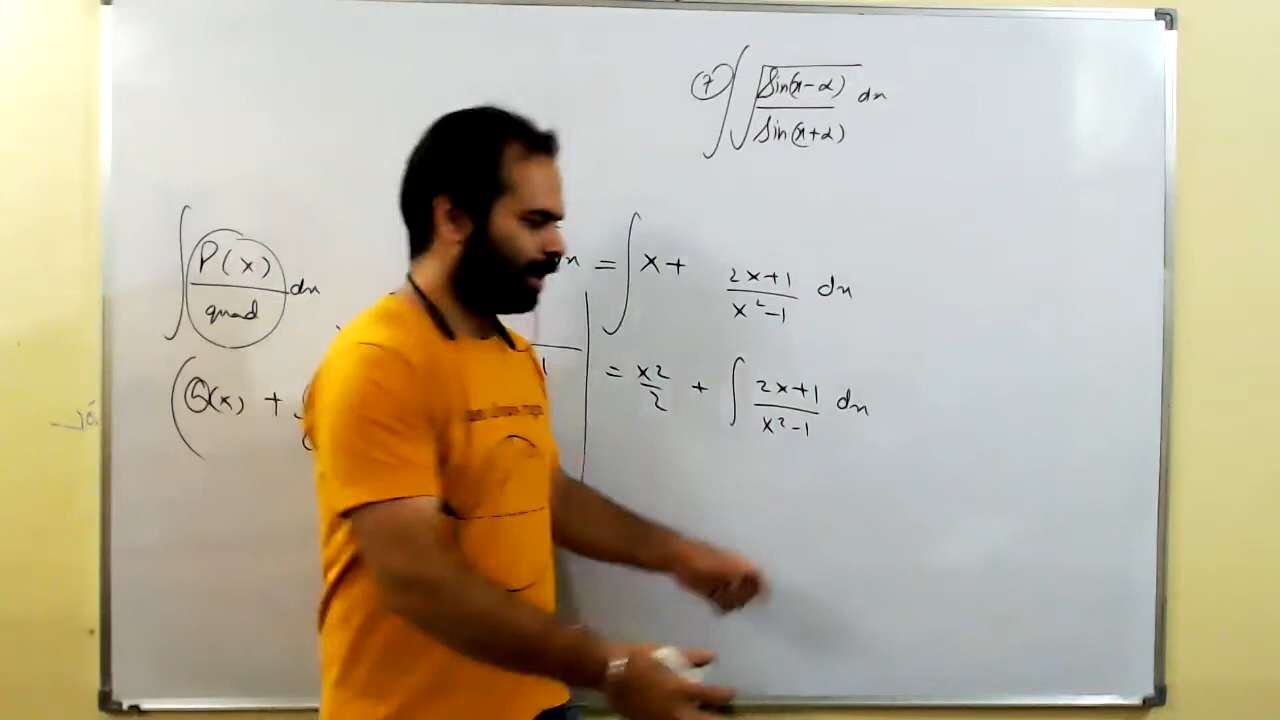 ⑦ ∫ √(Sin(x-α) / Sin(x+α)) dx
∫ P(x)/quad dx
= ∫ x + (2x+1)/(x²-1) dx
(Q(x) +
= x2/2 + ∫ (2x+1)/(x²-1) dx